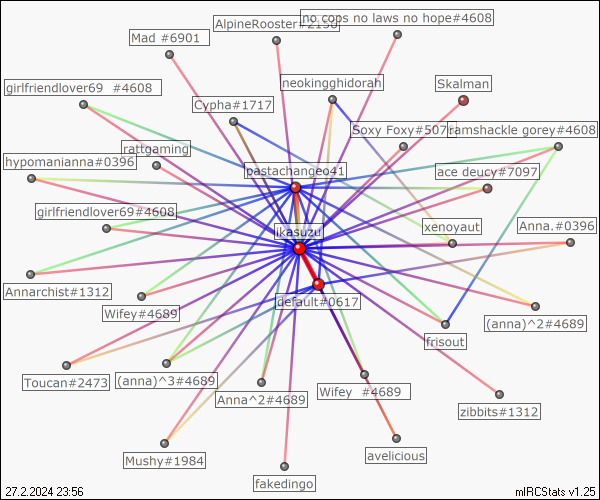 no cops no laws no hope#4608
AlpineRooster#2150
Mad #6901
girlfriendlover69 #4608
neokingghidorah
Skalman
Cypha#1717
Soxy Foxy#507
ramshackle gorey#4608
rattgaming
hypomanianna#0396
pastachangeo41
ace deucy#7097
girlfriendlover69#4608
ikasuzu
xenoyaut
Anna.#0396
Annarchist#1312
default#0617
Wifey#4689
(anna)^2#4689
frisout
Toucan#2473
(anna)^3#4689
Anna^2#4689
Wifey #4689
zibbits#1312
Mushy#1984
avelicious
fakedingo
27.2.2024 23:56
mIRCStats v1.25